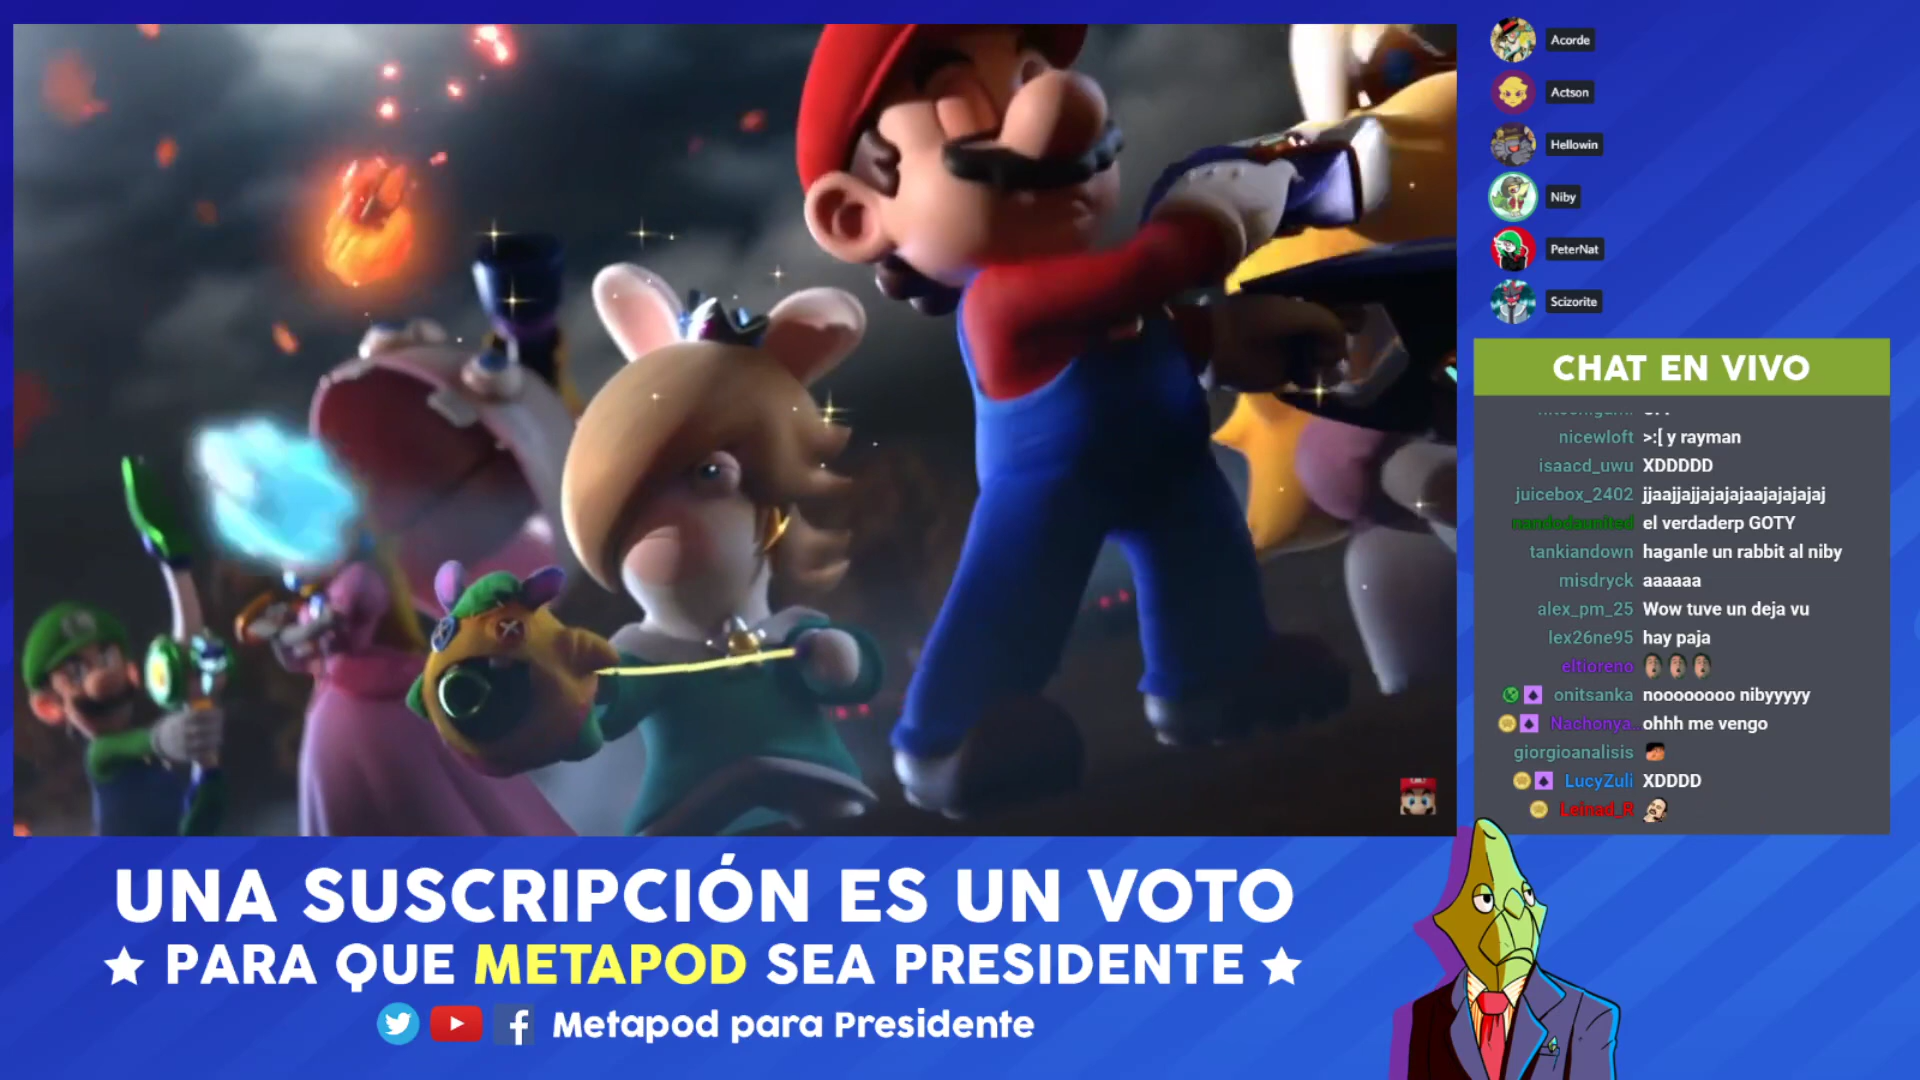 Acorde
Actson
Hellowin
Niby
PeterNat
Scizorite
CHAT EN VIVO
nicewloft >:[ y rayman
isaacd_uwu XDDDDD
juicebox_2402 jjaajjajjajajajaajajajajaj
nandodaunited el verdaderp GOTY
tankiandown haganle un rabbit al niby
misdryck aaaaaa
alex_pm_25 Wow tuve un deja vu
lex26ne95 hay paja
eltioreno
onitsanka noooooooo nibyyyyy
Nachonya... ohhh me vengo
giorgioanalisis
LucyZuli XDDDD
Leinad_R
UNA SUSCRIPCIÓN ES UN VOTO
★ PARA QUE METAPOD SEA PRESIDENTE ★
Metapod para Presidente